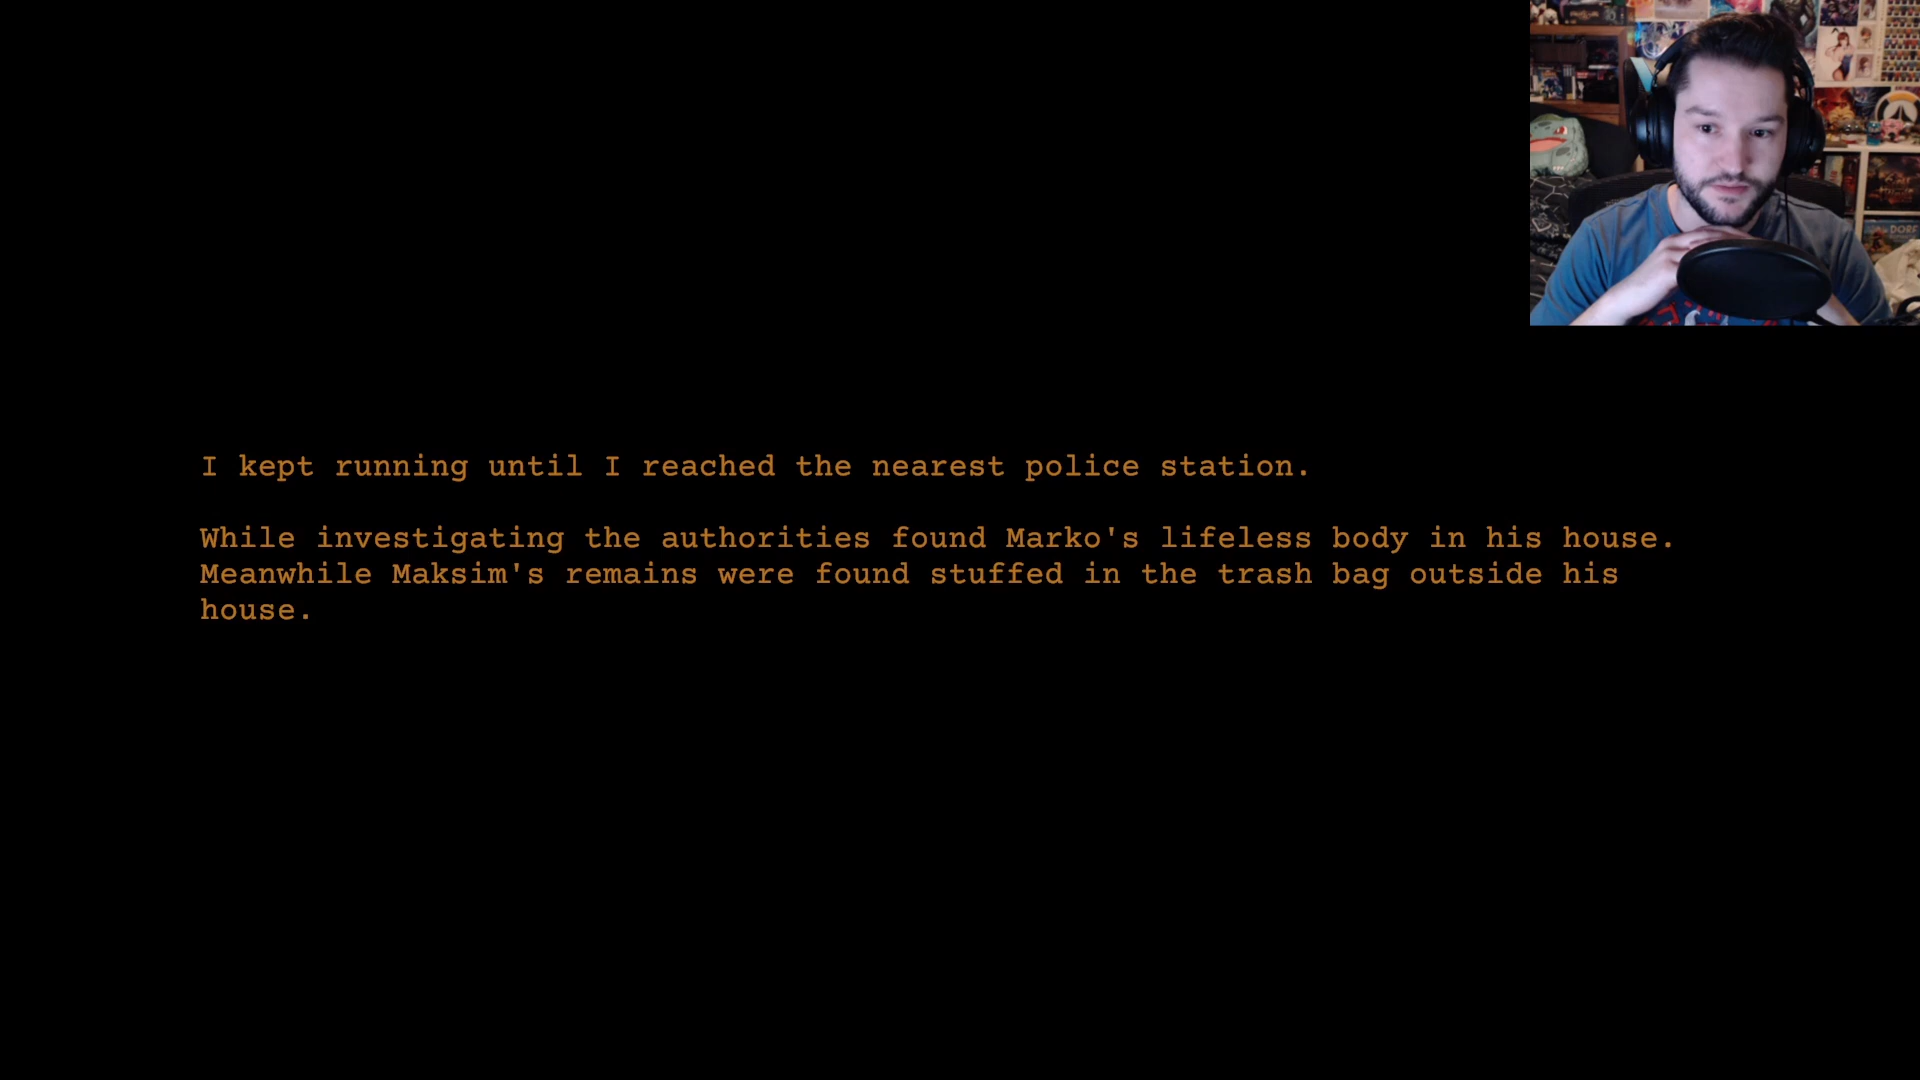 DORF
I kept running until I reached the nearest police station.
While investigating the authorities found Marko's lifeless body in his house.
Meanwhile Maksim's remains were found stuffed in the trash bag outside his
house.